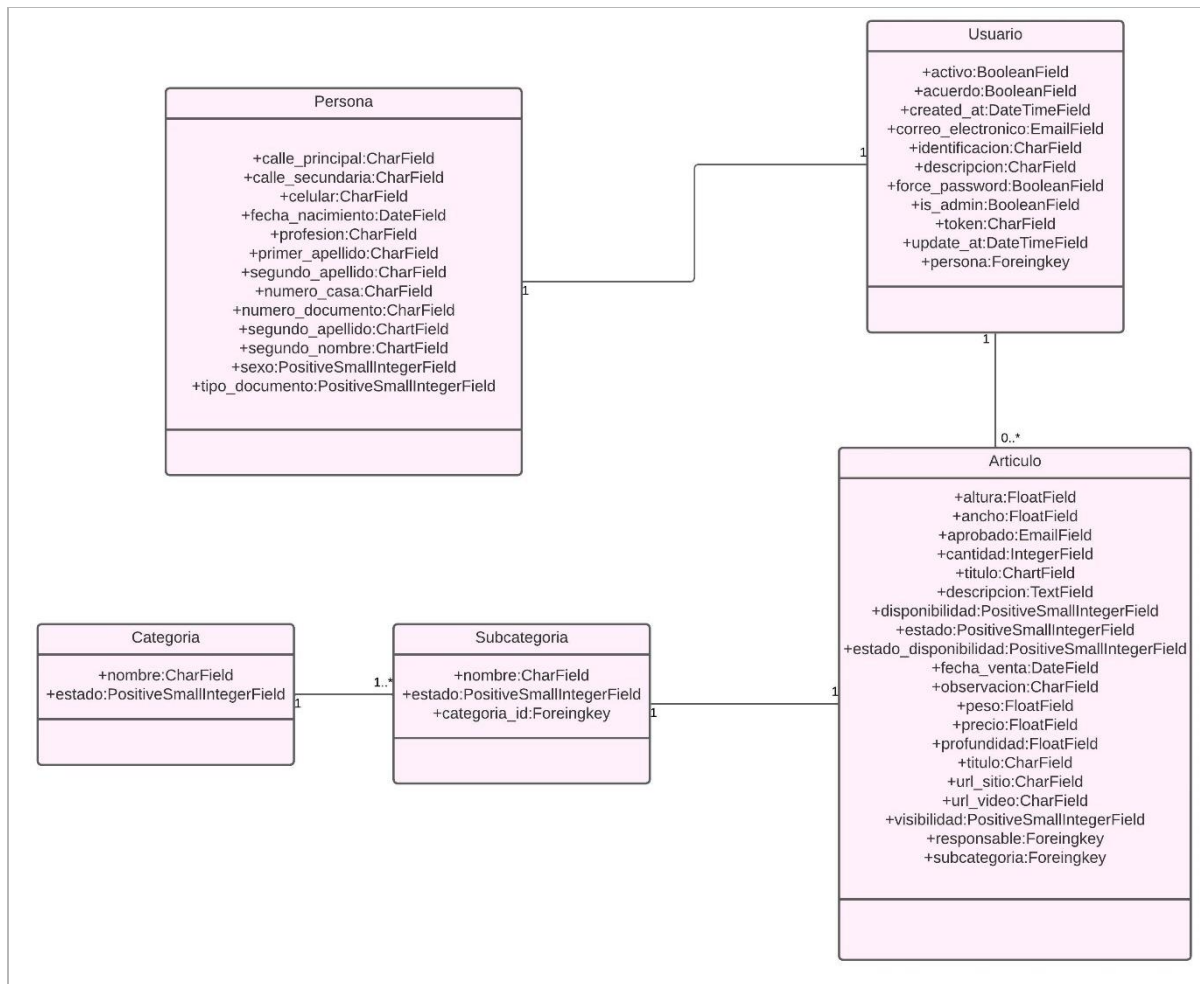 Persona
+calle_principal:CharField
+calle_secundaria:CharField
+celular:CharField
+fecha_nacimiento:DateField
+profesion:CharField
+primer_apellido:CharField
+segundo_apellido:CharField
+numero_casa:CharField
+numero_documento:CharField
+segundo_apellido:ChartField
+segundo_nombre:ChartField
+sexo:PositiveSmallIntegerField
+tipo_documento:PositiveSmallIntegerField
1
1
Usuario
+activo:BooleanField
+acuerdo:BooleanField
+created_at:DateTimeField
+correo_electronico:EmailField
+identificacion:CharField
+descripcion:CharField
+force_password:BooleanField
+is_admin:BooleanField
+token:CharField
+update_at:DateTimeField
+persona:Foreingkey
1
0..*
Categoria
+nombre:CharField
+estado:PositiveSmallIntegerField
1
1..*
Subcategoria
+nombre:CharField
+estado:PositiveSmallIntegerField
+categoria_id:Foreingkey
1
1
Articulo
+altura:FloatField
+ancho:FloatField
+aprobado:EmailField
+cantidad:IntegerField
+titulo:ChartField
+descripcion:TextField
+disponibilidad:PositiveSmallIntegerField
+estado:PositiveSmallIntegerField
+estado_disponibilidad:PositiveSmallIntegerField
+fecha_venta:DateField
+observacion:CharField
+peso:FloatField
+precio:FloatField
+profundidad:FloatField
+titulo:CharField
+url_sitio:CharField
+url_video:CharField
+visibilidad:PositiveSmallIntegerField
+responsable:Foreingkey
+subcategoria:Foreingkey